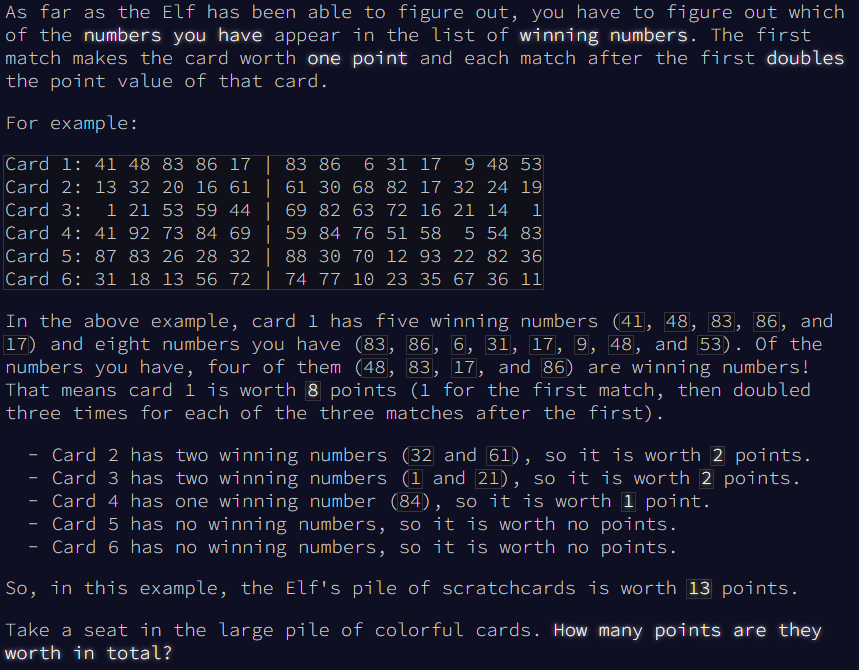 As far as the Elf has been able to figure out, you have to figure out which
of the numbers you have appear in the list of winning numbers. The first
match makes the card worth one point and each match after the first doubles
the point value of that card.
For example:
Card 1: 41 48 83 86 17 | 83 86  6 31 17  9 48 53
Card 2: 13 32 20 16 61 | 61 30 68 82 17 32 24 19
Card 3:  1 21 53 59 44 | 69 82 63 72 16 21 14  1
Card 4: 41 92 73 84 69 | 59 84 76 51 58  5 54 83
Card 5: 87 83 26 28 32 | 88 30 70 12 93 22 82 36
Card 6: 31 18 13 56 72 | 74 77 10 23 35 67 36 11
In the above example, card 1 has five winning numbers (41, 48, 83, 86, and
17) and eight numbers you have (83, 86, 6, 31, 17, 9, 48, and 53). Of the
numbers you have, four of them (48, 83, 17, and 86) are winning numbers!
That means card 1 is worth 8 points (1 for the first match, then doubled
three times for each of the three matches after the first).
- Card 2 has two winning numbers (32 and 61), so it is worth 2 points.
- Card 3 has two winning numbers (1 and 21), so it is worth 2 points.
- Card 4 has one winning number (84), so it is worth 1 point.
- Card 5 has no winning numbers, so it is worth no points.
- Card 6 has no winning numbers, so it is worth no points.
So, in this example, the Elf's pile of scratchcards is worth 13 points.
Take a seat in the large pile of colorful cards. How many points are they
worth in total?